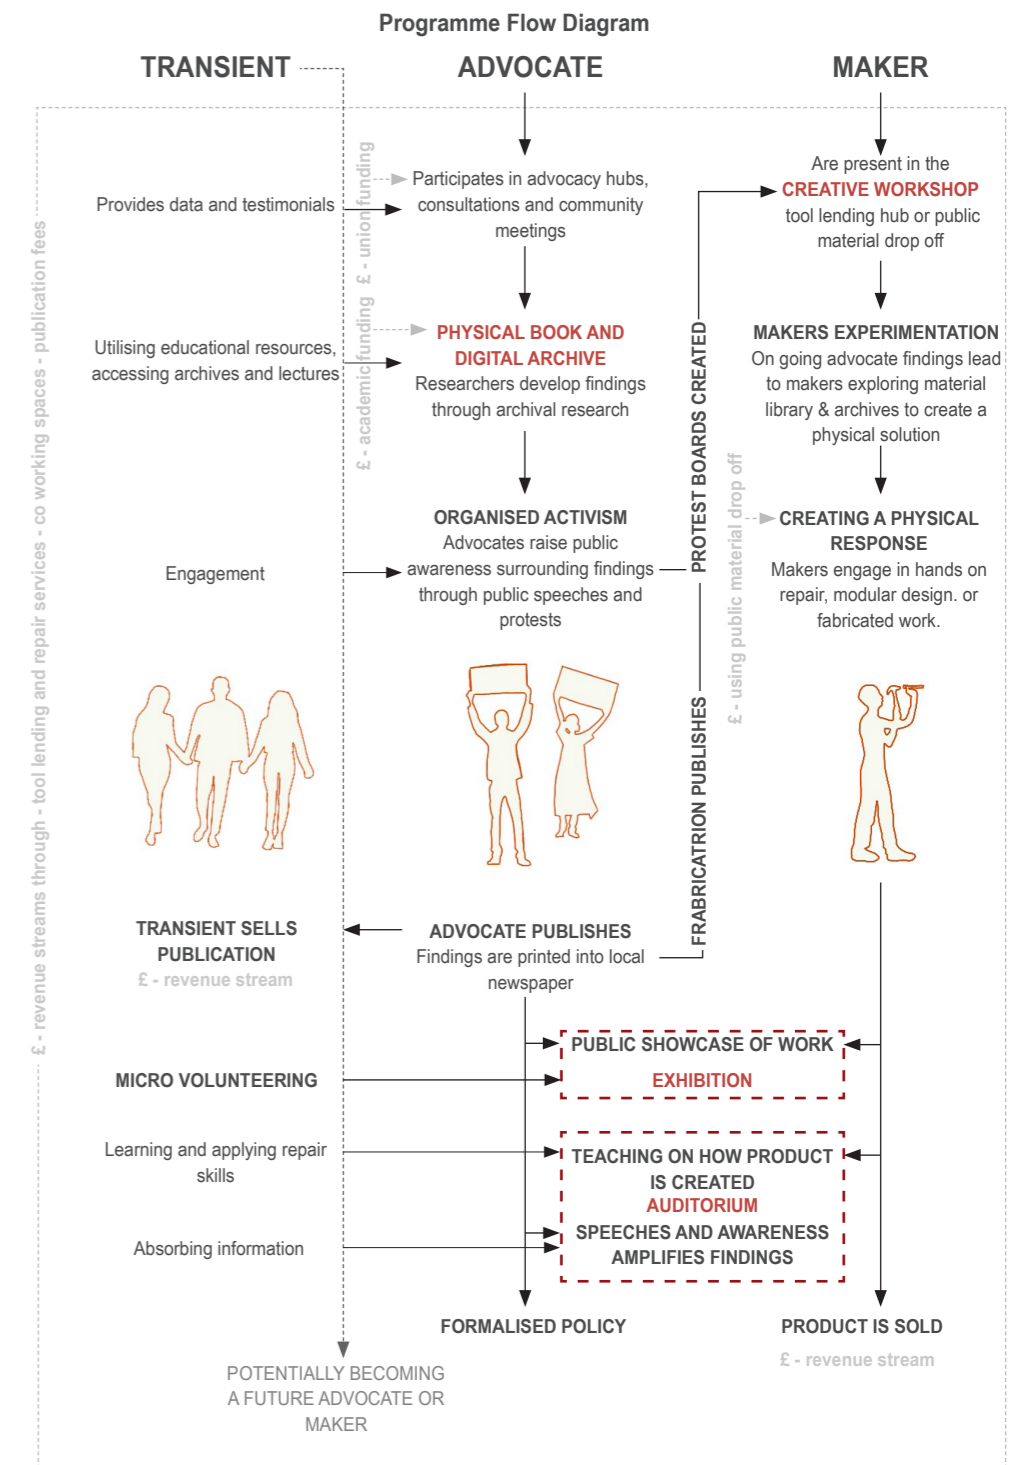 Programme Flow Diagram
TRANSIENT
ADVOCATE
MAKER
£ - revenue streams through - tool lending and repair services - co working spaces - publication fees
Provides data and testimonials
£ - union funding
Participates in advocacy hubs,
consultations and community
meetings
Are present in the
CREATIVE WORKSHOP
tool lending hub or public
material drop off
Utilising educational resources,
accessing archives and lectures
£ - academic funding
PHYSICAL BOOK AND
DIGITAL ARCHIVE
Researchers develop findings
through archival research
PROTEST BOARDS CREATED
MAKERS EXPERIMENTATION
On going advocate findings lead
to makers exploring material
library & archives to create a
physical solution
Engagement
ORGANISED ACTIVISM
Advocates raise public
awareness surrounding findings
through public speeches and
protests
£ - using public material drop off
CREATING A PHYSICAL
RESPONSE
Makers engage in hands on
repair, modular design. or
fabricated work.
FRABRICATRION PUBLISHES
TRANSIENT SELLS
PUBLICATION
£ - revenue stream
ADVOCATE PUBLISHES
Findings are printed into local
newspaper
PUBLIC SHOWCASE OF WORK
EXHIBITION
MICRO VOLUNTEERING
Learning and applying repair
skills
TEACHING ON HOW PRODUCT
IS CREATED
AUDITORIUM
SPEECHES AND AWARENESS
AMPLIFIES FINDINGS
Absorbing information
FORMALISED POLICY
PRODUCT IS SOLD
£ - revenue stream
POTENTIALLY BECOMING
A FUTURE ADVOCATE OR
MAKER